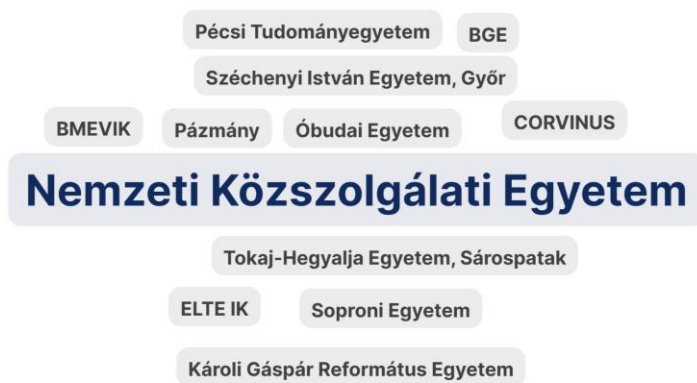 Pécsi Tudományegyetem
BGE
Széchenyi István Egyetem, Győr
BMEVIK
Pázmány
Óbudai Egyetem
CORVINUS
Nemzeti Közszolgálati Egyetem
Tokaj-Hegyalja Egyetem, Sárospatak
ELTE IK
Soproni Egyetem
Károli Gáspár Református Egyetem